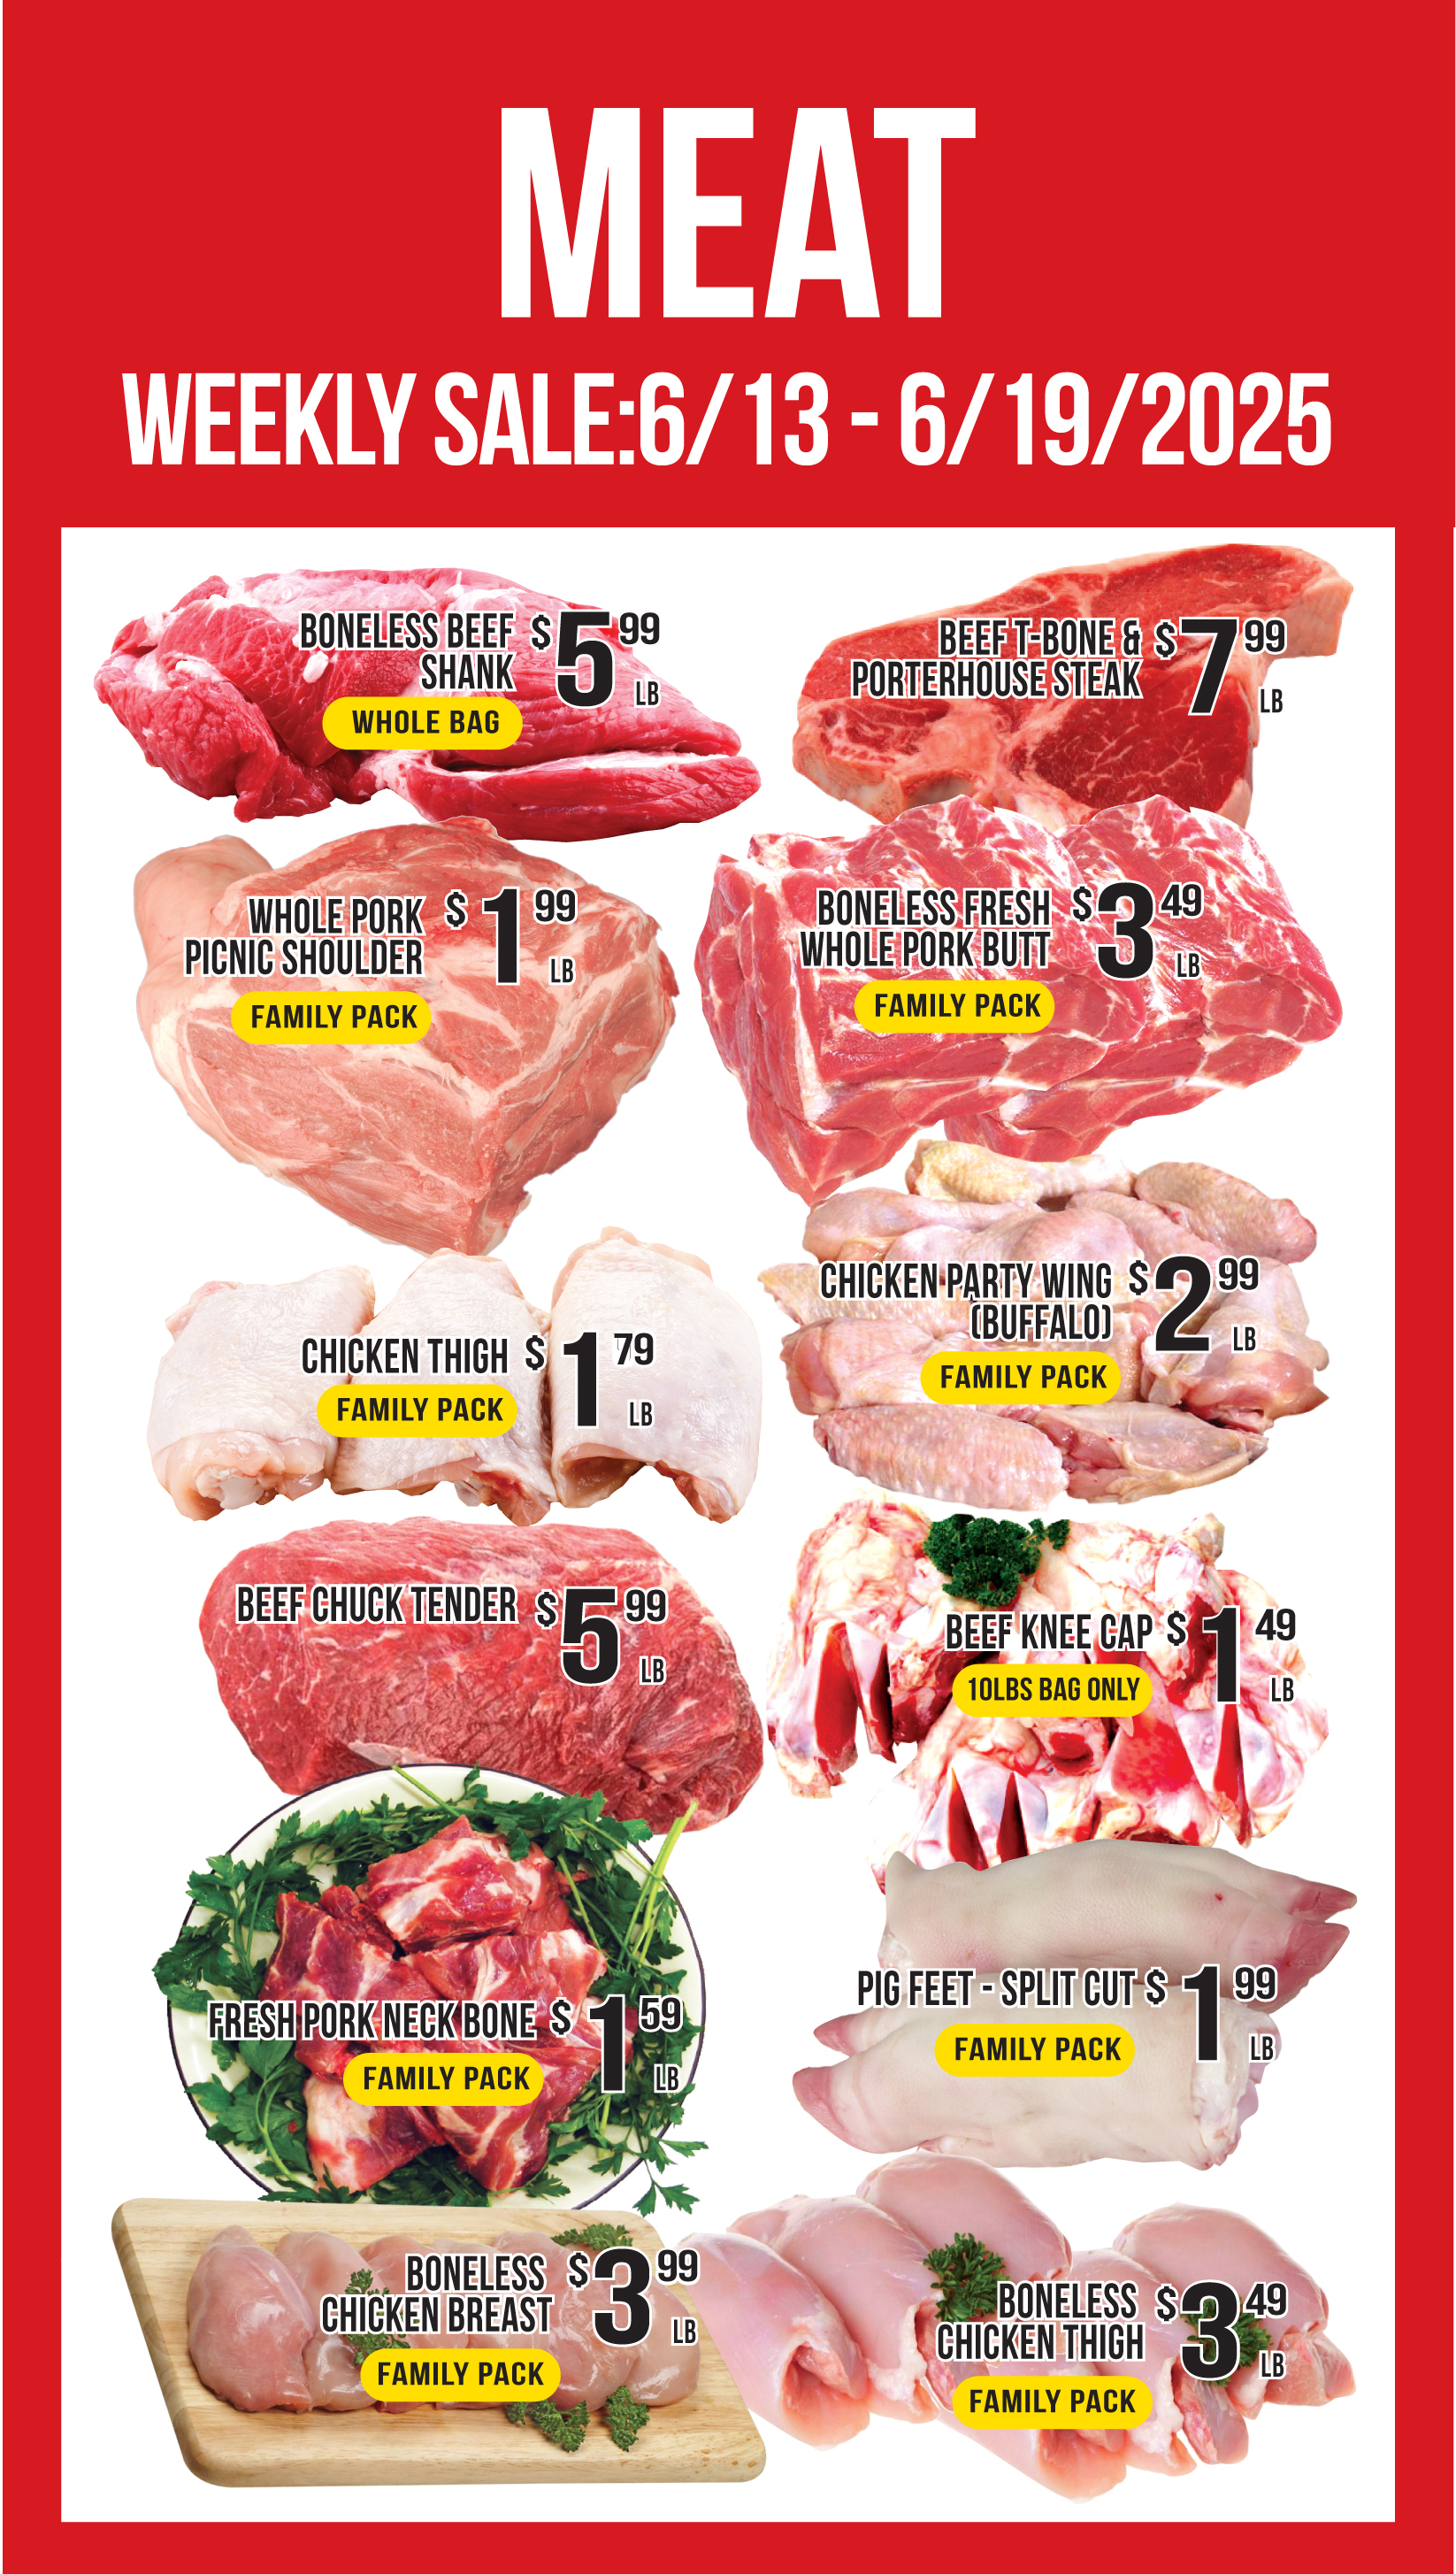 MEAT
WEEKLY SALE:6/13 - 6/19/2025
BONELESS BEEF
SHANK
$5 99
LB
WHOLE BAG
BEEF T-BONE &
PORTERHOUSE STEAK
$7 99
LB
WHOLE PORK
PICNIC SHOULDER
$1 99
LB
FAMILY PACK
BONELESS FRESH
WHOLE PORK BUTT
$3 49
LB
FAMILY PACK
CHICKEN THIGH
$1 79
LB
FAMILY PACK
CHICKEN PARTY WING
(BUFFALO)
$2 99
LB
FAMILY PACK
BEEF CHUCK TENDER
$5 99
LB
BEEF KNEE CAP
$1 49
LB
10LBS BAG ONLY
FRESH PORK NECK BONE
$1 59
LB
FAMILY PACK
PIG FEET - SPLIT CUT
$1 99
LB
FAMILY PACK
BONELESS
CHICKEN BREAST
$3 99
LB
FAMILY PACK
BONELESS
CHICKEN THIGH
$3 49
LB
FAMILY PACK